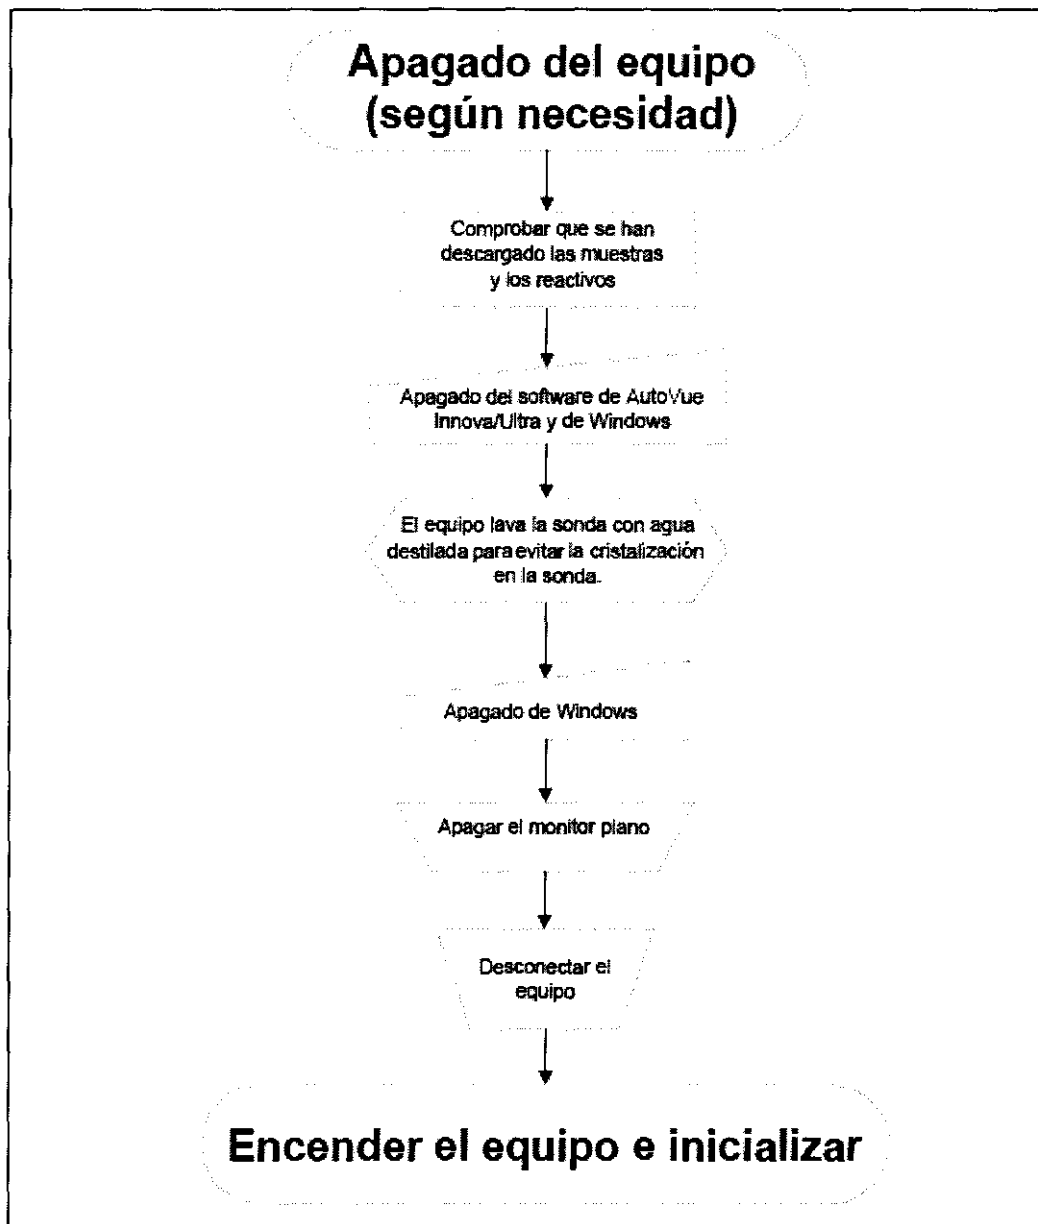 Apagado del equipo
(según necesidad)
Comprobar que se han
descargado las muestras
y los reactivos
Apagado del software de AutoVue
Innova/Ultra y de Windows
El equipo lava la sonda con agua
destilada para evitar la cristalización
en la sonda.
Apagado de Windows
Apagar el monitor plano
Desconectar el
equipo
Encender el equipo e inicializar